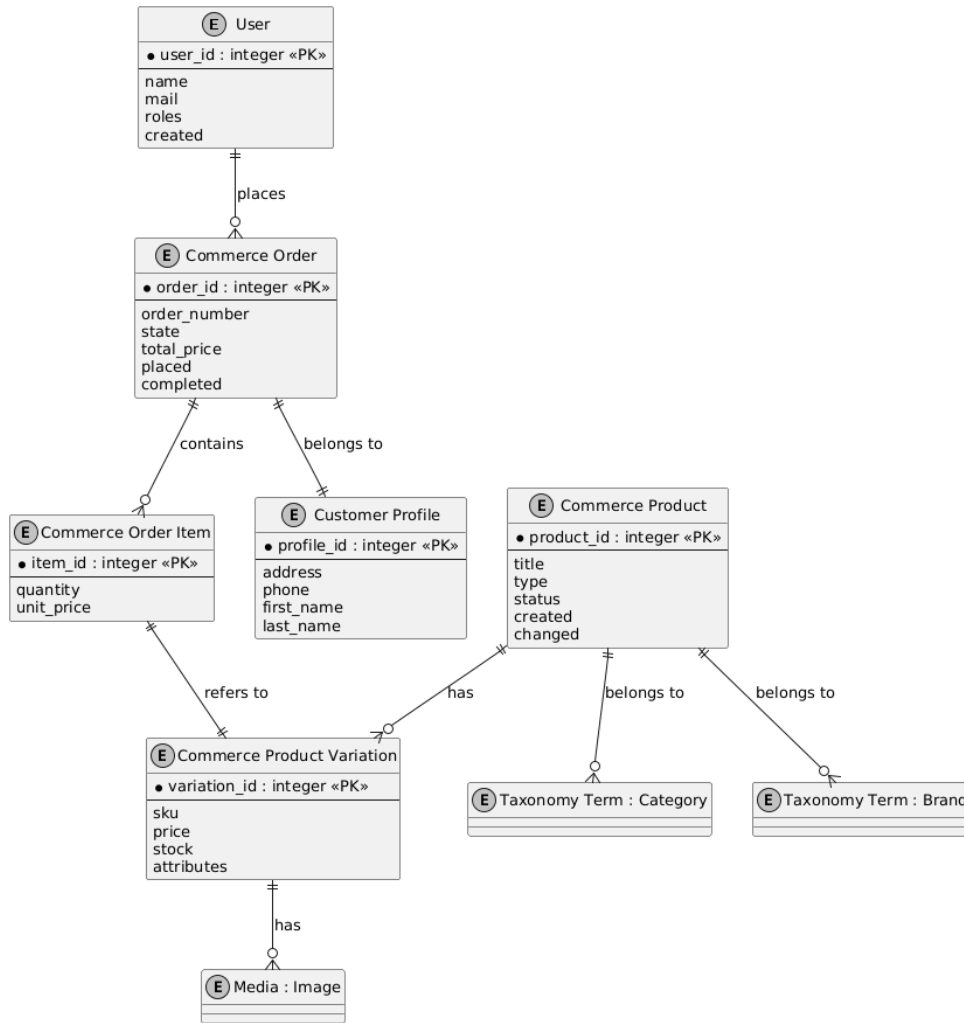 E User
* user_id : integer «PK»
name
mail
roles
created
places
E Commerce Order
* order_id : integer «PK»
order_number
state
total_price
placed
completed
contains
belongs to
E Commerce Order Item
* item_id : integer «PK»
quantity
unit_price
E Customer Profile
* profile_id : integer «PK»
address
phone
first_name
last_name
E Commerce Product
* product_id : integer «PK»
title
type
status
created
changed
refers to
has
belongs to
belongs to
E Commerce Product Variation
* variation_id : integer «PK»
sku
price
stock
attributes
E Taxonomy Term : Category
E Taxonomy Term : Brand
has
E Media : Image